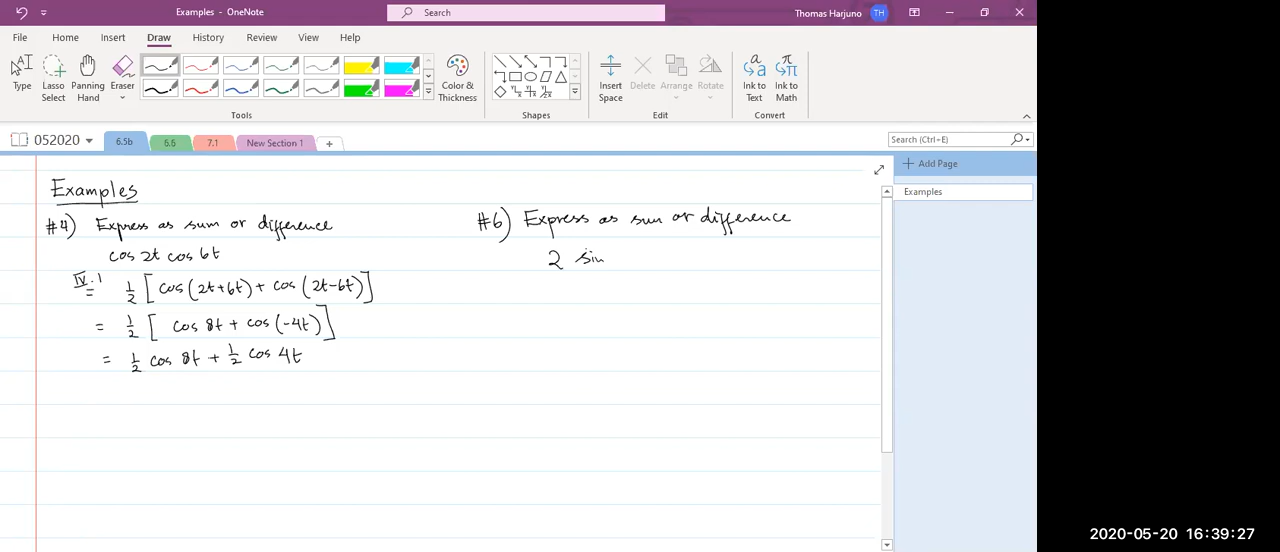 Examples - OneNote
Search
Thomas Harjuno
TH
File Home Insert Draw History Review View Help
Type
Lasso Select
Panning Hand
Eraser
Color & Thickness
Insert Space
Delete
Arrange
Rotate
Ink to Text
Ink to Math
Tools
Shapes
Edit
Convert
052020
6.5b
6.5
7.1
New Section 1
Search (Ctrl+E)
Add Page
Examples
Examples
#4) Express as sum or difference
cos 2t cos 6t
IV.1 = 1/2 [cos (2t+6t) + cos (2t-6t)]
= 1/2 [cos 8t + cos (-4t)]
= 1/2 cos 8t + 1/2 cos 4t
#6) Express as sum or difference
2 sin
2020-05-20 16:39:27